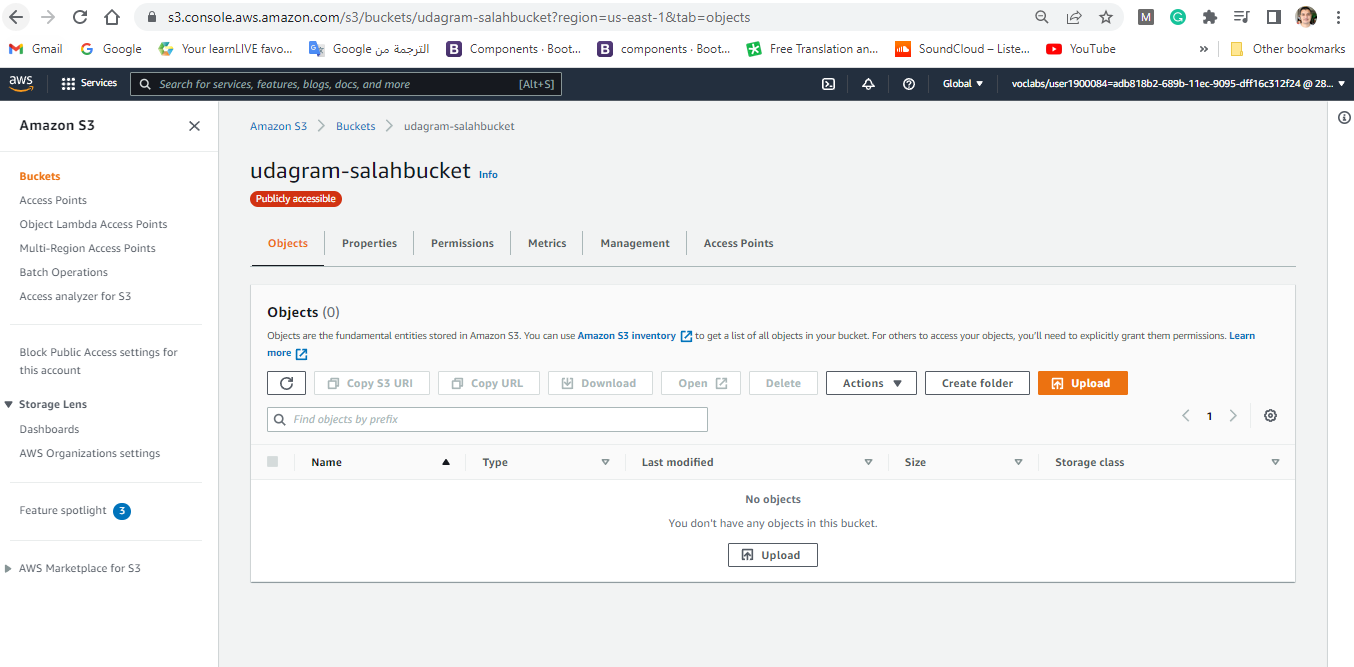 s3.console.aws.amazon.com/s3/buckets/udagram-salahbucket?region=us-east-1&tab=objects
Gmail Google Your learnLIVE favo... Google الترجمة من Components · Boot... components · Boot... Free Translation an... SoundCloud – Liste... YouTube » Other bookmarks
aws Services Search for services, features, blogs, docs, and more [Alt+S] Global ▼ voclabs/user1900084=adb818b2-689b-11ec-9095-dff16c312f24 @ 28... ▼
Amazon S3
Buckets
Access Points
Object Lambda Access Points
Multi-Region Access Points
Batch Operations
Access analyzer for S3
Block Public Access settings for
this account
Storage Lens
Dashboards
AWS Organizations settings
Feature spotlight 3
AWS Marketplace for S3
Amazon S3 > Buckets > udagram-salahbucket
udagram-salahbucket Info
Publicly accessible
Objects Properties Permissions Metrics Management Access Points
Objects (0)
Objects are the fundamental entities stored in Amazon S3. You can use Amazon S3 inventory to get a list of all objects in your bucket. For others to access your objects, you'll need to explicitly grant them permissions. Learn
more
Copy S3 URI Copy URL Download Open Delete Actions ▼ Create folder Upload
Find objects by prefix < 1 >
Name Type Last modified Size Storage class
No objects
You don't have any objects in this bucket.
Upload